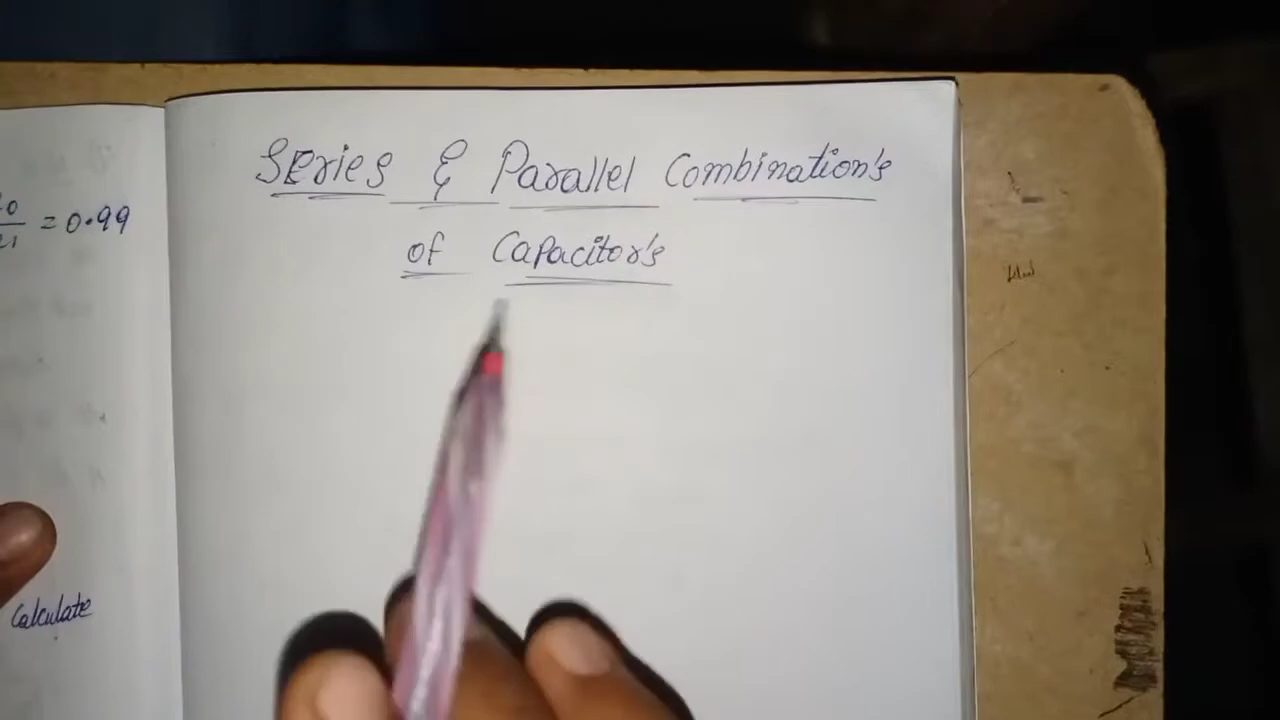 Series & Parallel Combination's
of Capacitor's
= 0.99
Calculate